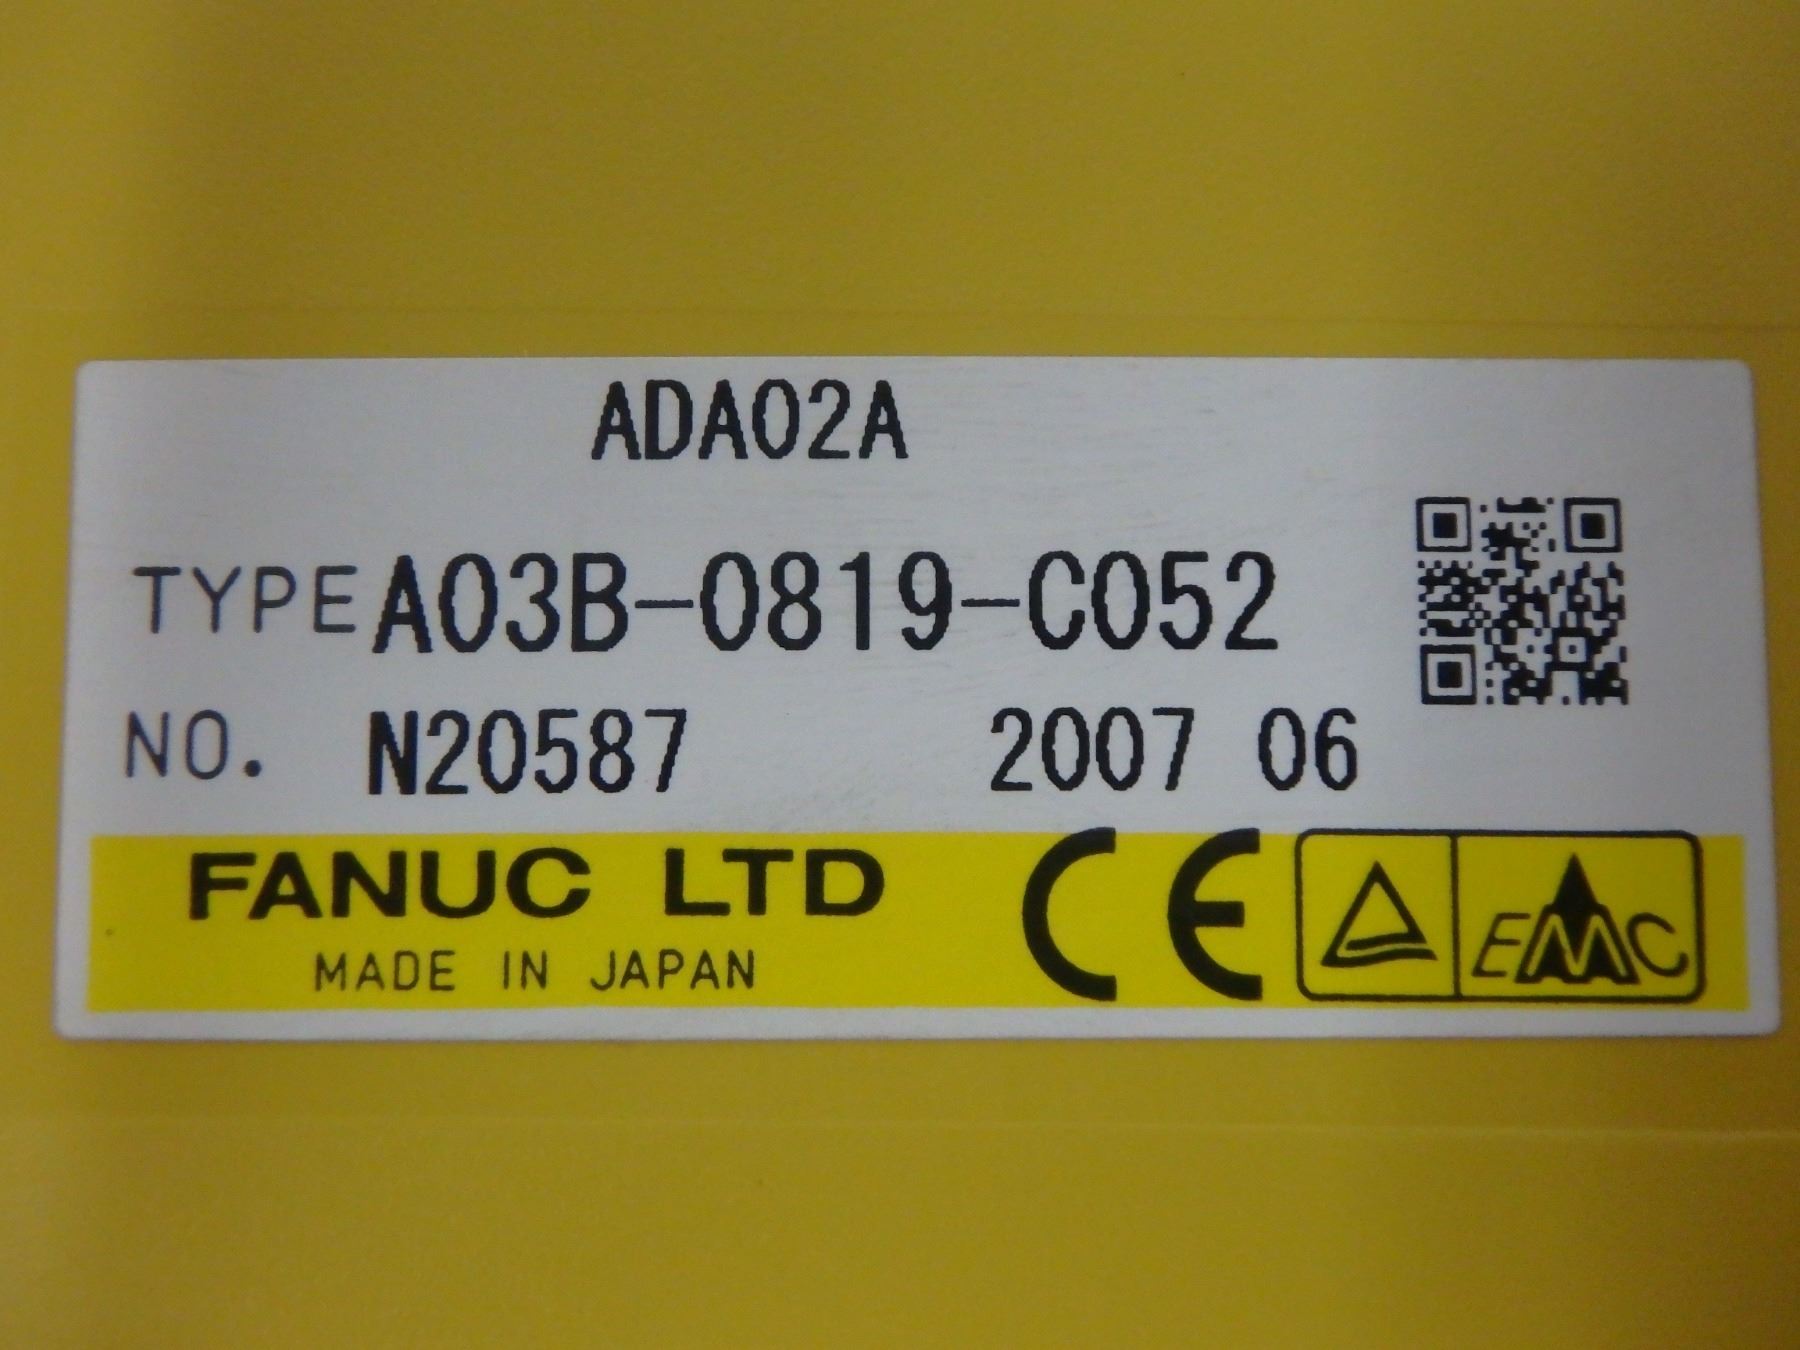 ADA02A
TYPE A03B-0819-C052
NO. N20587 2007 06
FANUC LTD CE EMC
MADE IN JAPAN